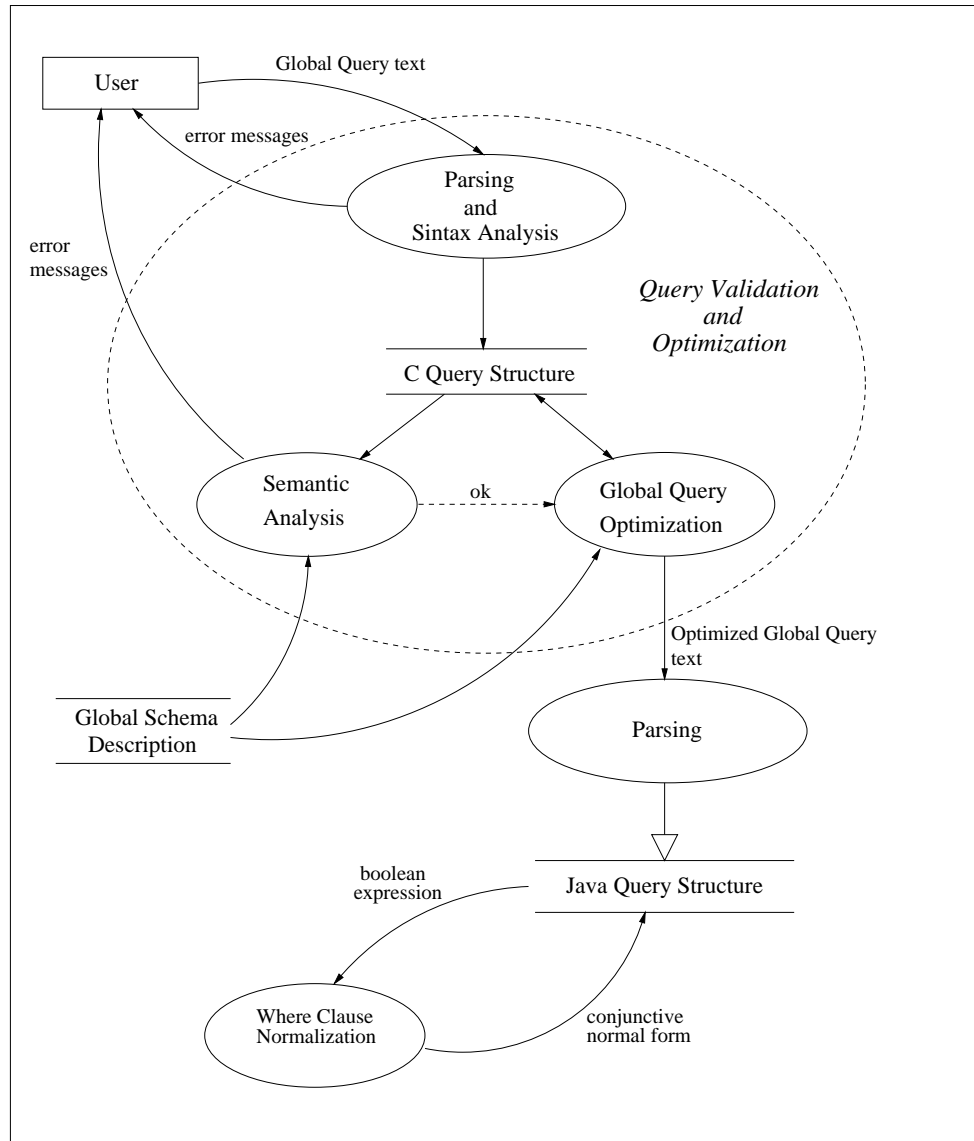 Global Query text
User
error messages
Parsing
and
Sintax Analysis
error
messages
Query Validation
and
Optimization
C Query Structure
Semantic
Analysis
ok
Global Query
Optimization
Optimized Global Query
text
Global Schema
Description
Parsing
Java Query Structure
boolean
expression
Where Clause
Normalization
conjunctive
normal form